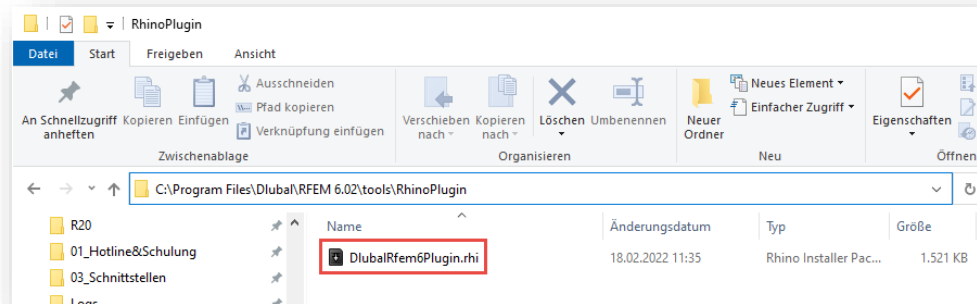 RhinoPlugin
Datei Start Freigeben Ansicht
An Schnellzugriff anheften
Kopieren
Einfügen
Ausschneiden
Pfad kopieren
Verknüpfung einfügen
Zwischenablage
Verschieben nach
Kopieren nach
Löschen
Umbenennen
Organisieren
Neuer Ordner
Neues Element
Einfacher Zugriff
Neu
Eigenschaften
Öffnen
C:\Program Files\Dlubal\RFEM 6.02\tools\RhinoPlugin
R20
01_Hotline&Schulung
03_Schnittstellen
Logs
Name Änderungsdatum Typ Größe
DlubalRfem6Plugin.rhi 18.02.2022 11:35 Rhino Installer Pac... 1.521 KB